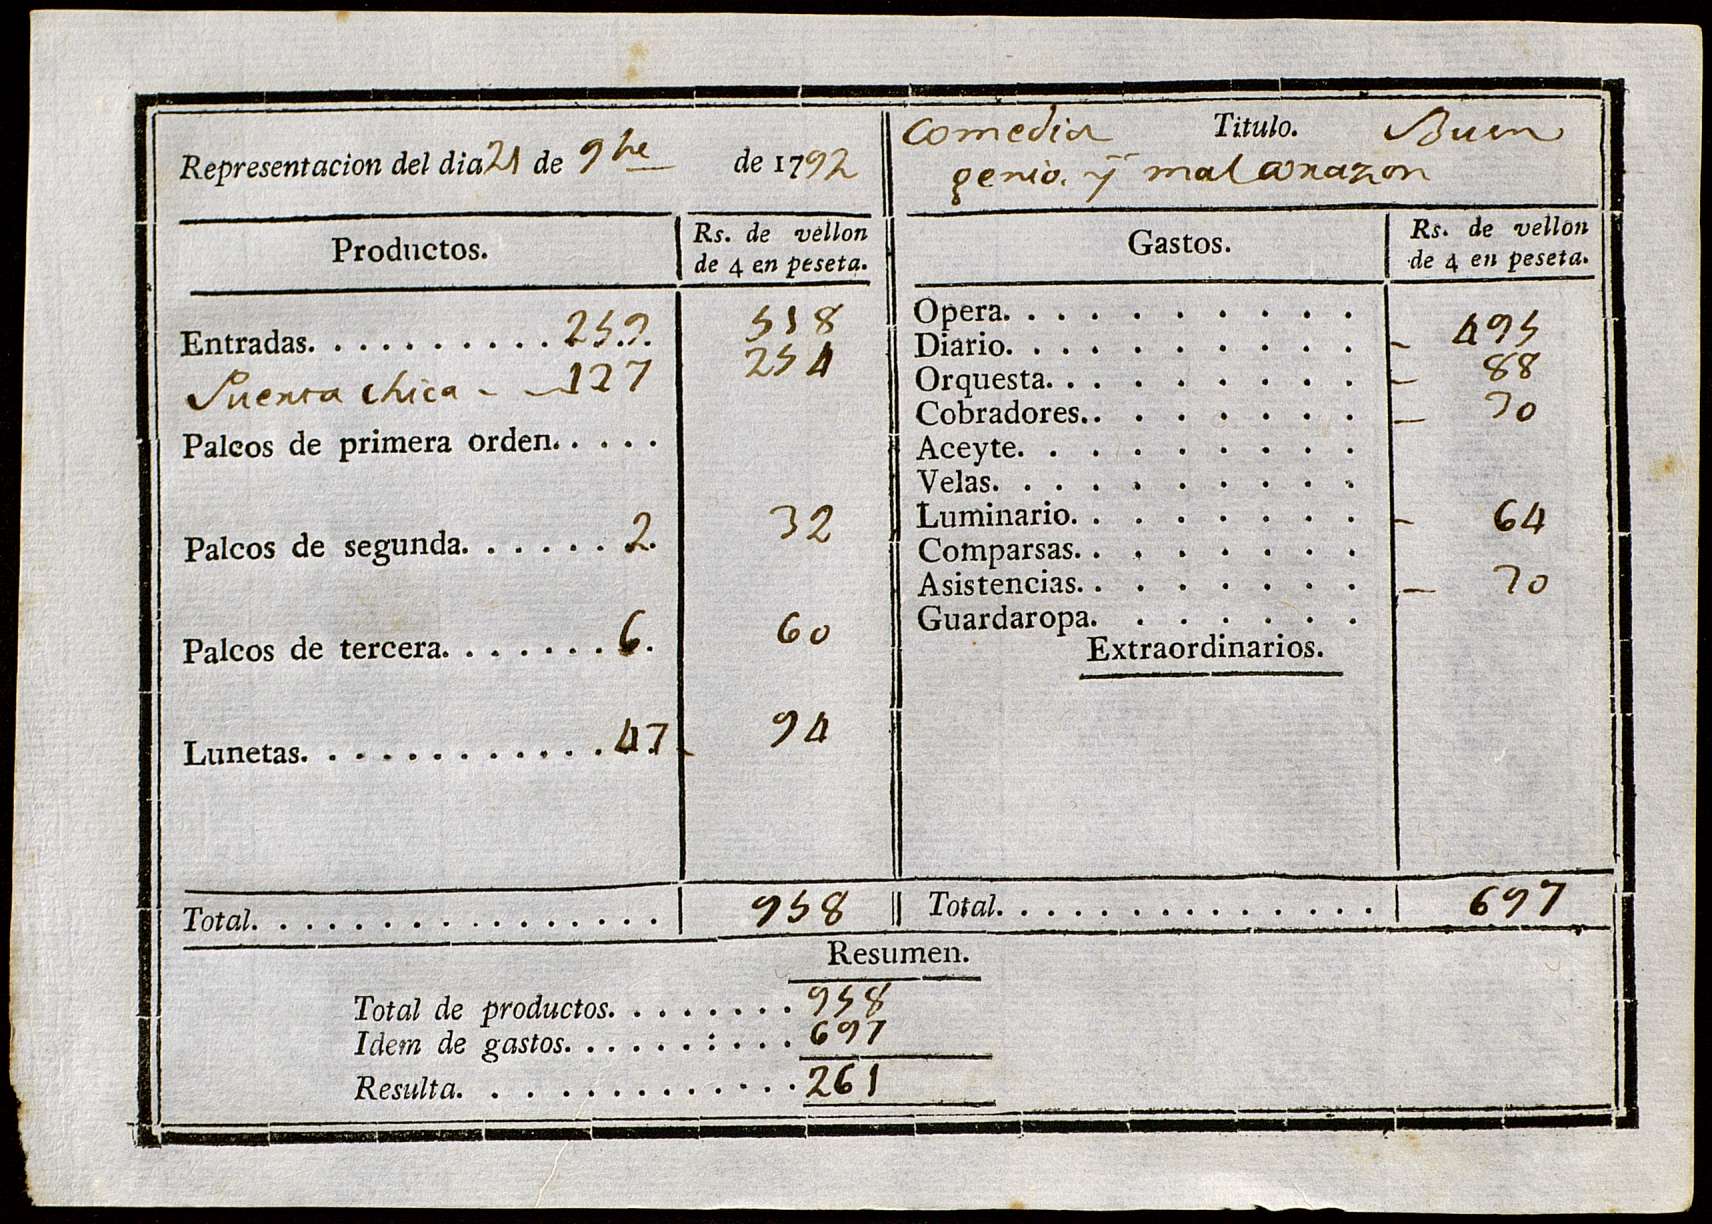 Representacion del dia 21 de 9bre de 1792
Comedia Titulo. Buen
genio. y mal corazon
Productos. Rs. de vellon
de 4 en peseta.
Gastos. Rs. de vellon
de 4 en peseta.
Entradas. 259. 518
Puerta chica - 127 254
Palcos de primera orden.
Palcos de segunda. 2. 32
Palcos de tercera. 6. 60
Lunetas. 47 94
Total. 958
Opera.
Diario. 495
Orquesta. 88
Cobradores. 30
Aceyte.
Velas.
Luminario. 64
Comparsas.
Asistencias. 20
Guardaropa.
Extraordinarios.
Total. 697
Resumen.
Total de productos. 958
Idem de gastos. 697
Resulta. 261